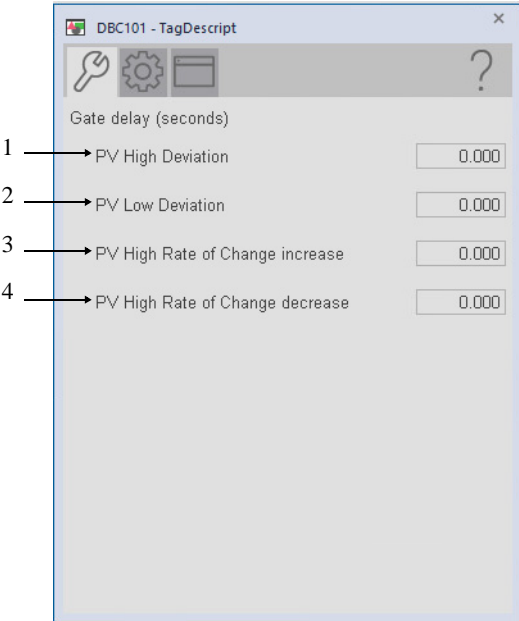 DBC101 - TagDescript
?
Gate delay (seconds)
1 PV High Deviation 0.000
2 PV Low Deviation 0.000
3 PV High Rate of Change increase 0.000
4 PV High Rate of Change decrease 0.000